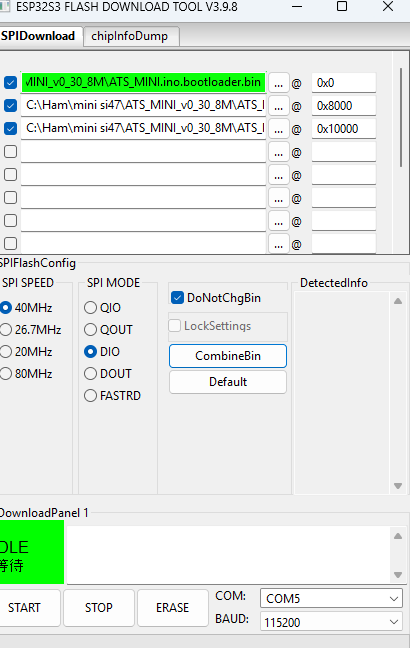 ESP32S3 FLASH DOWNLOAD TOOL V3.9.8
SPIDownload chipInfoDump
MINI_v0_30_8M\ATS_MINI.ino.bootloader.bin ... @ 0x0
C:\Ham\mini si47\ATS_MINI_v0_30_8M\ATS_I ... @ 0x8000
C:\Ham\mini si47\ATS_MINI_v0_30_8M\ATS_I ... @ 0x10000
... @
... @
... @
... @
... @
SPIFlashConfig
SPI SPEED
40MHz
26.7MHz
20MHz
80MHz
SPI MODE
QIO
QOUT
DIO
DOUT
FASTRD
DoNotChgBin
LockSettings
CombineBin
Default
DetectedInfo
DownloadPanel 1
IDLE
等待
START STOP ERASE
COM: COM5
BAUD: 115200